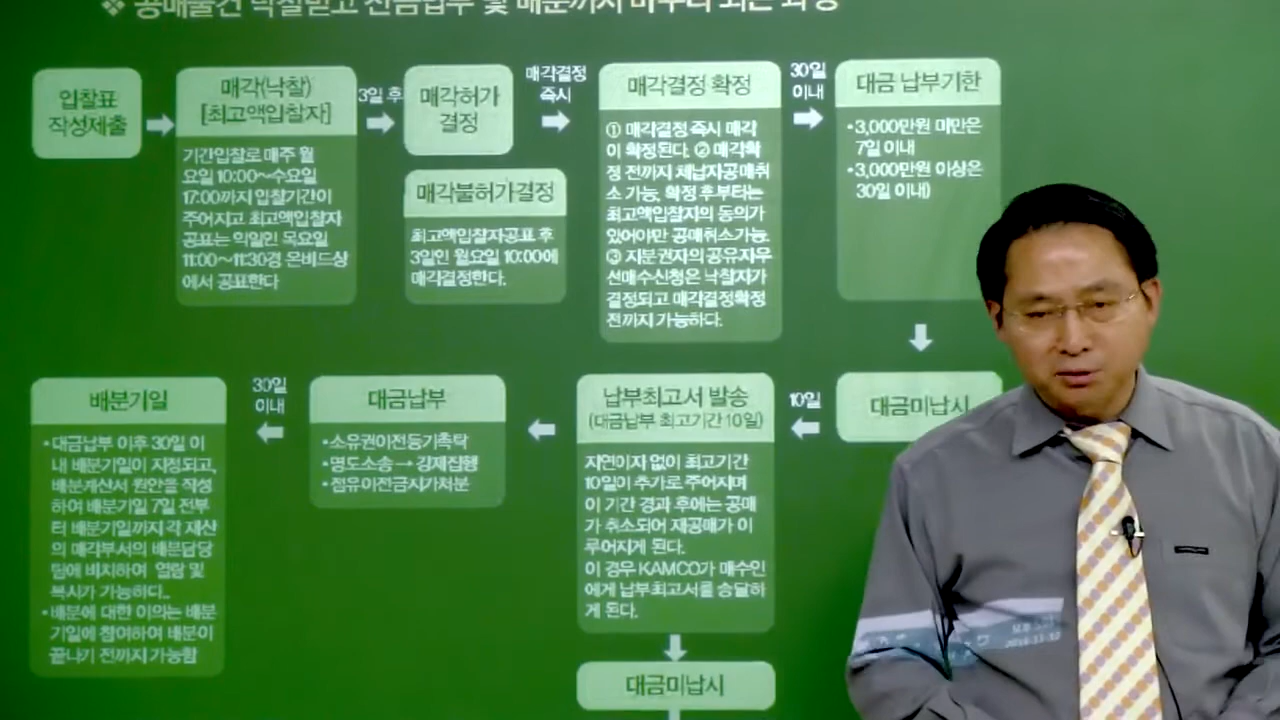 ❖ 공매물건 낙찰받고 잔금납부 및 배분까지 마무리 되는 과정
입찰표
작성제출
매각(낙찰)
[최고액입찰자]
기간입찰로 매주 월
요일 10:00~수요일
17:00까지 입찰기간이
주어지고 최고액입찰자
공표는 익일인 목요일
11:00~11:30경 온비드상
에서 공표한다
3일 후
매각허가
결정
매각불허가결정
최고액입찰자공표 후
3일인 월요일 10:00에
매각결정한다.
매각결정
즉시
매각결정 확정
① 매각결정 즉시 매각
이 확정된다. ② 매각확
정 전까지 체납자공매취
소 가능, 확정 후부터는
최고액입찰자의 동의가
있어야만 공매취소가능.
③ 지분권자의 공유자우
선매수신청은 낙찰자가
결정되고 매각결정확정
전까지 가능하다.
30일
이내
대금 납부기한
•3,000만원 미만은
7일 이내
•3,000만원 이상은
30일 이내)
대금미납시
10일
납부최고서 발송
(대금납부 최고기간 10일)
지연이자 없이 최고기간
10일이 추가로 주어지며
이 기간 경과 후에는 공매
가 취소되어 재공매가 이
루어지게 된다.
이 경우 KAMCO가 매수인
에게 납부최고서를 송달하
게 된다.
대금미납시
대금납부
•소유권이전등기촉탁
•명도소송 → 강제집행
•점유이전금지가처분
30일
이내
배분기일
•대금납부 이후 30일 이
내 배분기일이 지정되고,
배분계산서 원안을 작성
하여 배분기일 7일 전부
터 배분기일까지 각 재산
의 매각부서의 배분담당
팀에 비치하여 열람 및
복사가 가능하다..
•배분에 대한 이의는 배분
기일에 참여하여 배분이
끝나기 전까지 가능함